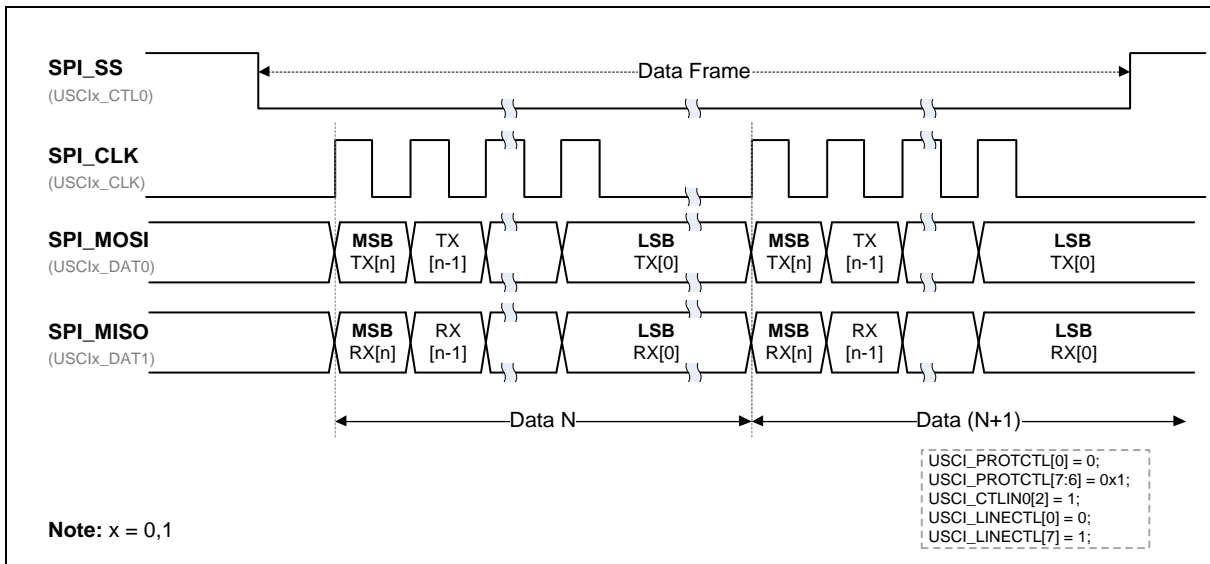 SPI_SS
(USCIx_CTL0)
Data Frame
SPI_CLK
(USCIx_CLK)
SPI_MOSI
(USCIx_DAT0)
MSB
TX[n]
TX
[n-1]
LSB
TX[0]
MSB
TX[n]
TX
[n-1]
LSB
TX[0]
SPI_MISO
(USCIx_DAT1)
MSB
RX[n]
RX
[n-1]
LSB
RX[0]
MSB
RX[n]
RX
[n-1]
LSB
RX[0]
Data N
Data (N+1)
USCI_PROTCTL[0] = 0;
USCI_PROTCTL[7:6] = 0x1;
USCI_CTLIN0[2] = 1;
USCI_LINECTL[0] = 0;
USCI_LINECTL[7] = 1;
Note: x = 0,1